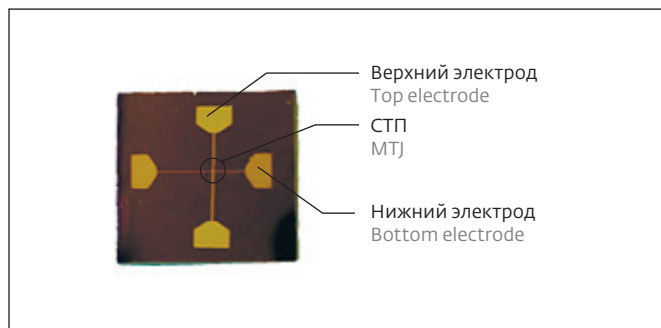 Верхний электрод
Top electrode
СТП
MTJ
Нижний электрод
Bottom electrode